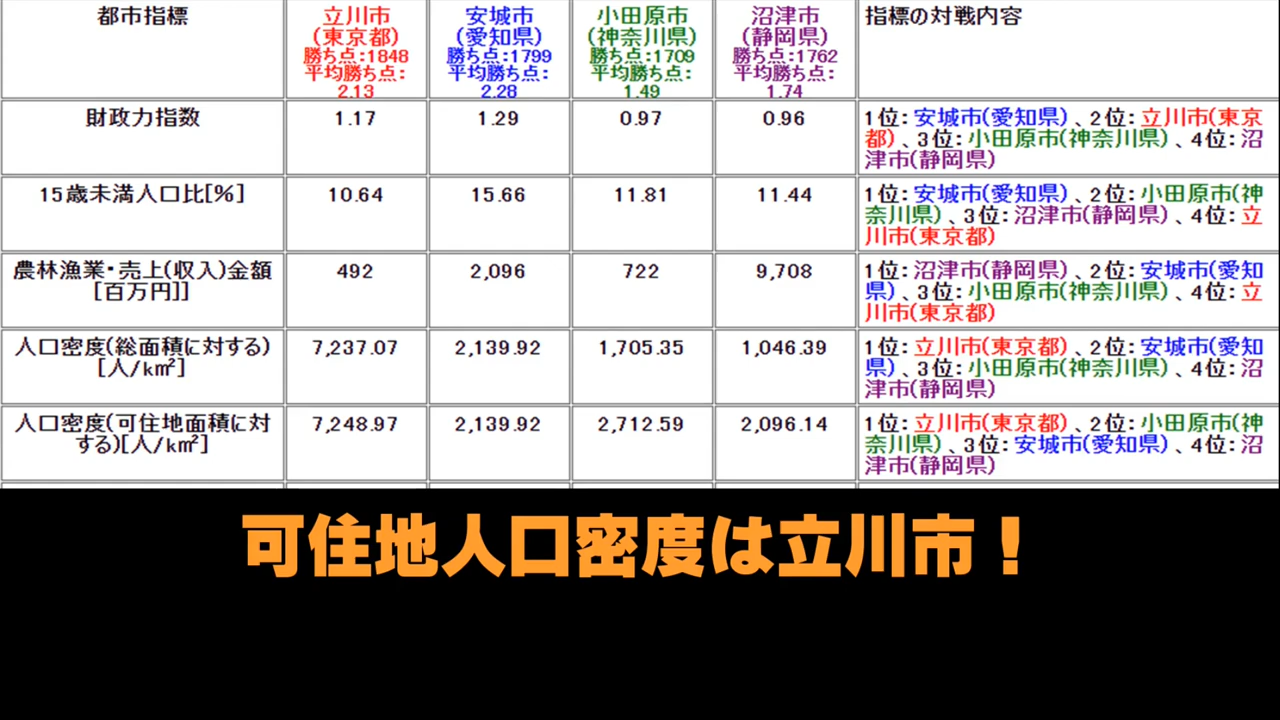 都市指標
立川市
(東京都)
勝ち点:1848
平均勝ち点:
2.13
安城市
(愛知県)
勝ち点:1799
平均勝ち点:
2.28
小田原市
(神奈川県)
勝ち点:1709
平均勝ち点:
1.49
沼津市
(静岡県)
勝ち点:1762
平均勝ち点:
1.74
指標の対戦内容
財政力指数
1.17
1.29
0.97
0.96
1位: 安城市(愛知県) 、2位: 立川市(東京
都) 、3位: 小田原市(神奈川県) 、4位: 沼
津市(静岡県)
15歳未満人口比[%]
10.64
15.66
11.81
11.44
1位: 安城市(愛知県) 、2位: 小田原市(神
奈川県) 、3位: 沼津市(静岡県) 、4位: 立
川市(東京都)
農林漁業・売上(収入)金額
[百万円]]
492
2,096
722
9,708
1位: 沼津市(静岡県) 、2位: 安城市(愛知
県) 、3位: 小田原市(神奈川県) 、4位: 立
川市(東京都)
人口密度(総面積に対する)
[人/km²]
7,237.07
2,139.92
1,705.35
1,046.39
1位: 立川市(東京都) 、2位: 安城市(愛知
県) 、3位: 小田原市(神奈川県) 、4位: 沼
津市(静岡県)
人口密度(可住地面積に対
する)[人/km²]
7,248.97
2,139.92
2,712.59
2,096.14
1位: 立川市(東京都) 、2位: 小田原市(神
奈川県) 、3位: 安城市(愛知県) 、4位: 沼
津市(静岡県)
可住地人口密度は立川市！